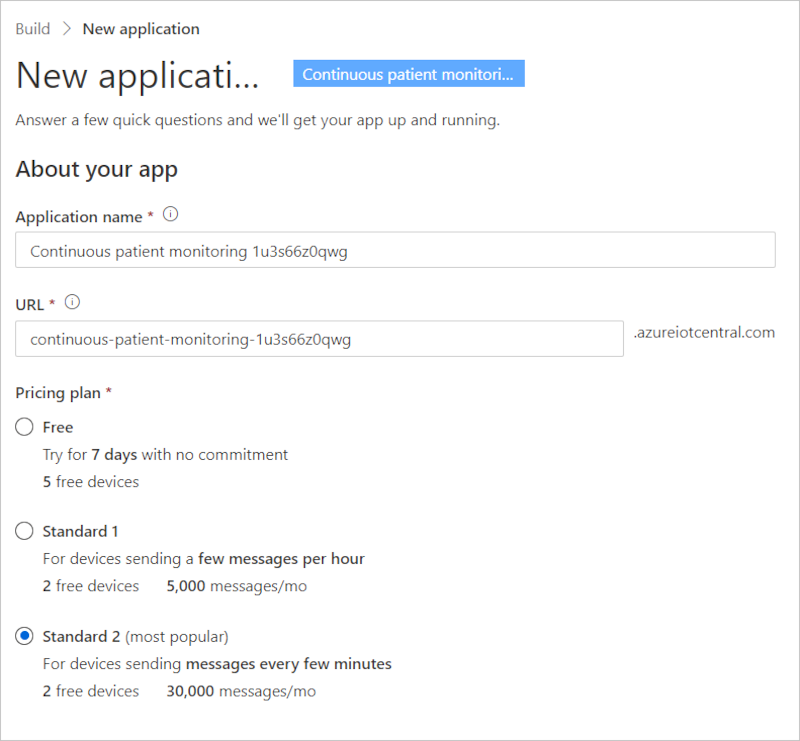 Build > New application
New applicati...
Continuous patient monitori...
Answer a few quick questions and we'll get your app up and running.
About your app
Application name *
Continuous patient monitoring 1u3s66z0qwg
URL *
continuous-patient-monitoring-1u3s66z0qwg
.azureiotcentral.com
Pricing plan *
Free
Try for 7 days with no commitment
5 free devices
Standard 1
For devices sending a few messages per hour
2 free devices 5,000 messages/mo
Standard 2 (most popular)
For devices sending messages every few minutes
2 free devices 30,000 messages/mo